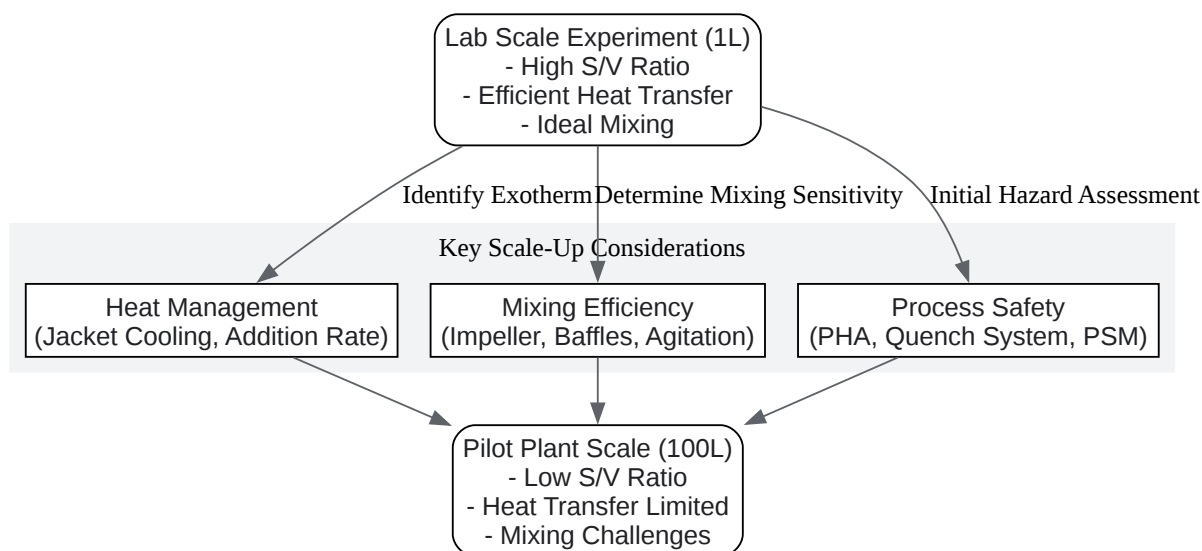 Lab Scale Experiment (1L)
- High S/V Ratio
- Efficient Heat Transfer
- Ideal Mixing
Identify Exotherm
Determine Mixing Sensitivity
Initial Hazard Assessment
Key Scale-Up Considerations
Heat Management
(Jacket Cooling, Addition Rate)
Mixing Efficiency
(Impeller, Baffles, Agitation)
Process Safety
(PHA, Quench System, PSM)
Pilot Plant Scale (100L)
- Low S/V Ratio
- Heat Transfer Limited
- Mixing Challenges